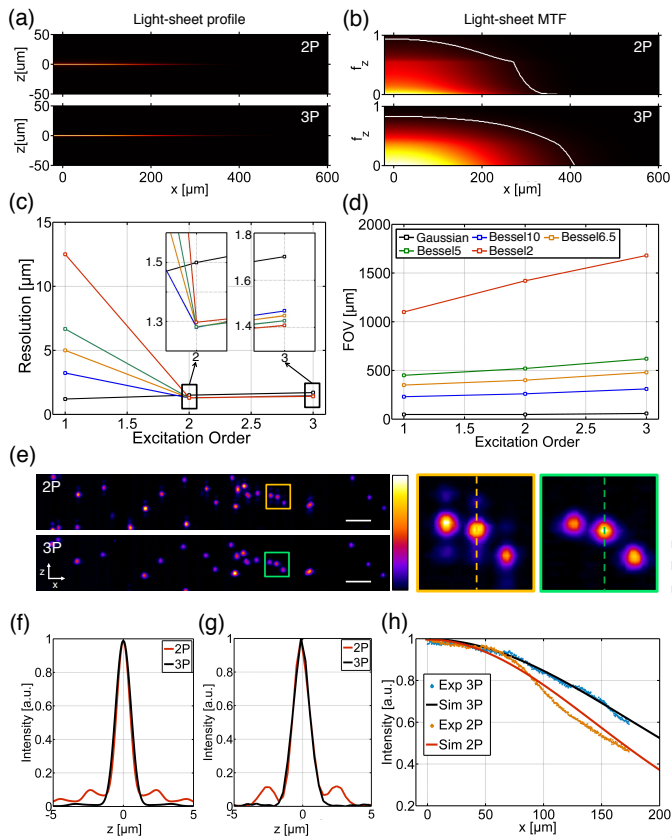 (a) Light-sheet profile
50
z[um]
0
-50
2P
50
z[um]
0
-50
3P
0 200 400 600
x [µm]
(b) Light-sheet MTF
1
f_z
0
2P
1
f_z
0
3P
0 200 400 600
x [µm]
(c)
15
10
5
0
Resolution [µm]
1.5
1.3
2
1.8
1.6
1.4
3
1 1.5 2 2.5 3
Excitation Order
(d)
2000
1500
1000
500
0
FOV [µm]
Gaussian Bessel10 Bessel6.5
Bessel5 Bessel2
1 1.5 2 2.5 3
Excitation Order
(e)
2P
3P
z
x
(f)
1
0.8
0.6
0.4
0.2
0
Intensity [a.u.]
2P
3P
-5 0 5
z [µm]
(g)
1
0.8
0.6
0.4
0.2
0
Intensity [a.u.]
2P
3P
-5 0 5
z [µm]
(h)
1
0.8
0.6
0.4
0.2
Intensity [a.u.]
Exp 3P
Sim 3P
Exp 2P
Sim 2P
0 50 100 150 200
x [µm]